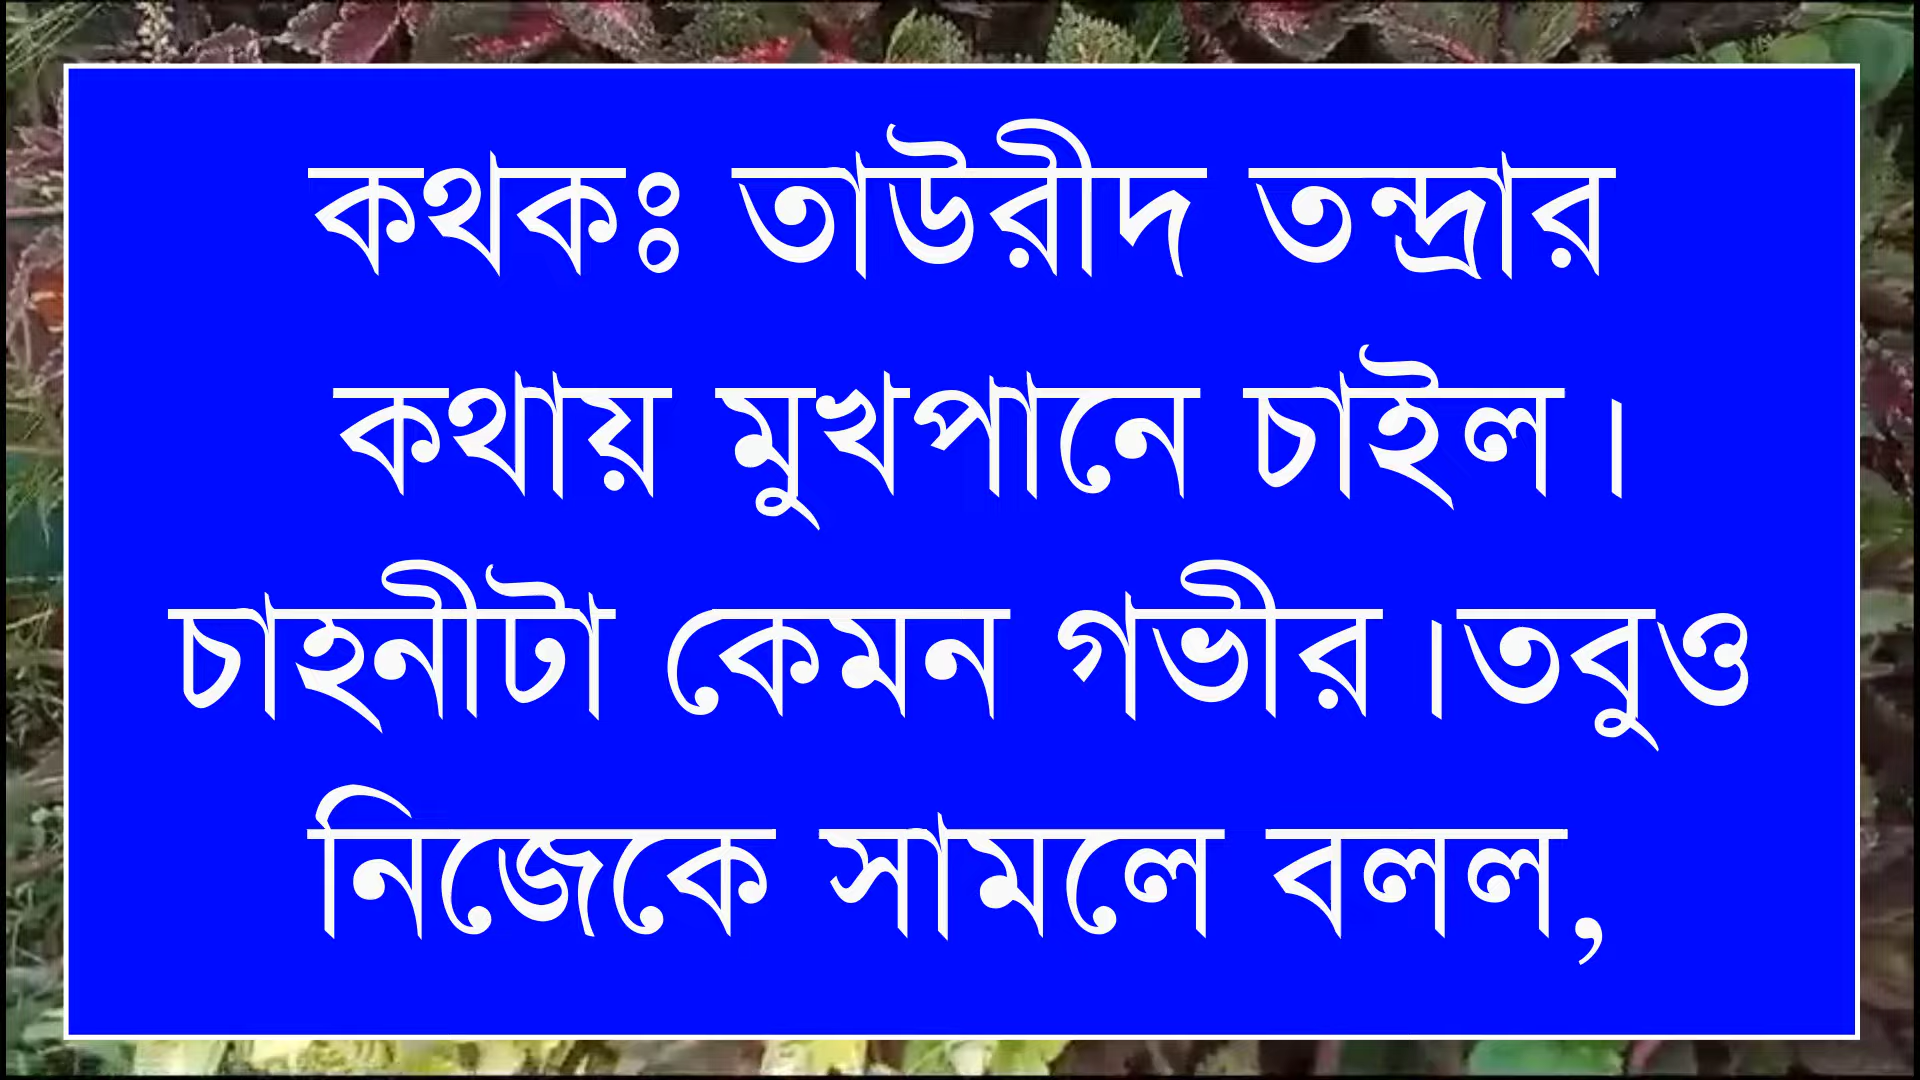 কথকঃ তাউরীদ তন্দ্রার
কথায় মুখপানে চাইল।
চাহনীটা কেমন গভীর।তবুও
নিজেকে সামলে বলল,